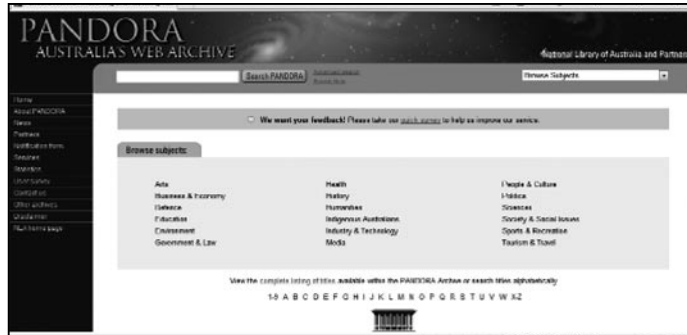 PANDORA
AUSTRALIA'S WEB ARCHIVE
National Library of Australia and Partners
Search PANDORA
Browse Subjects
Home
About PANDORA
News
Partners
Notification form
Services
Statistics
User survey
Contact us
Other archives
Disclaimer
NLA home page
We want your feedback! Please take our quick survey to help us improve our service.
Browse subjects:
Arts
Business & Economy
Defence
Education
Environment
Government & Law
Health
History
Humanities
Indigenous Australians
Industry & Technology
Media
People & Culture
Politics
Sciences
Society & Social Issues
Sports & Recreation
Tourism & Travel
View the complete listing of titles available within the PANDORA Archive or search titles alphabetically
1-9 A B C D E F G H I J K L M N O P Q R S T U V W X-Z